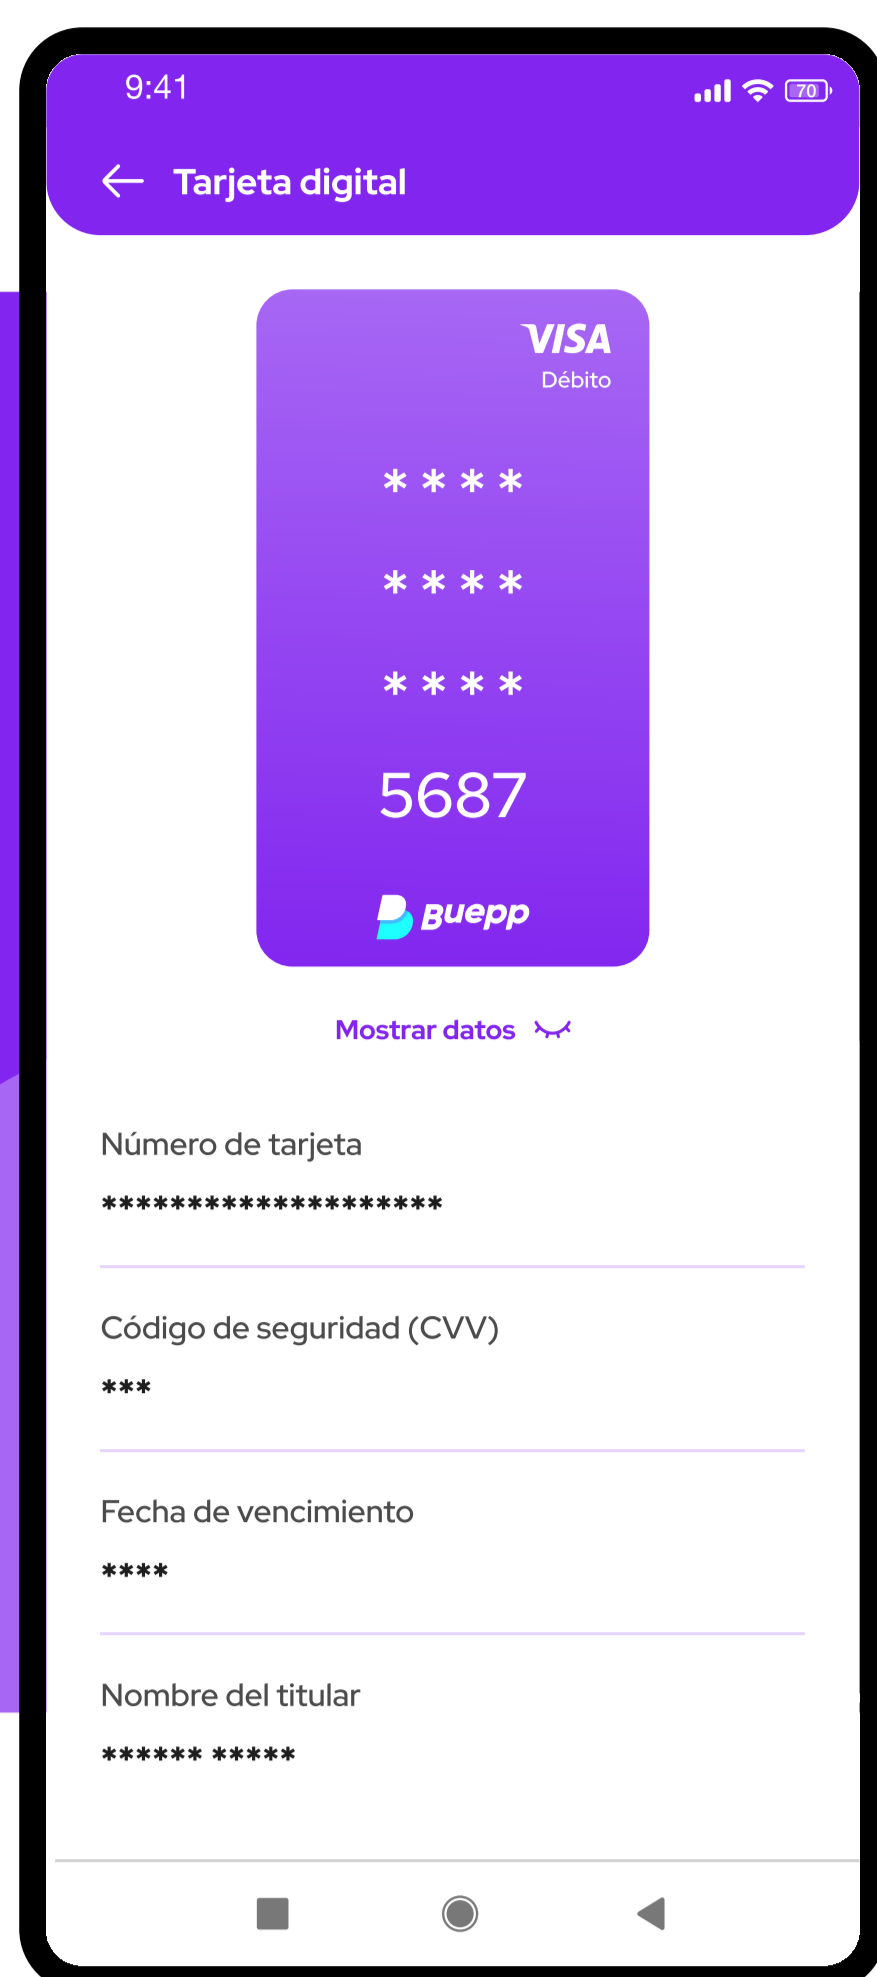 9:41
70
Tarjeta digital
VISA
Débito
* * * *
* * * *
* * * *
5687
Buepp
Mostrar datos
Número de tarjeta
********************
Código de seguridad (CVV)
***
Fecha de vencimiento
****
Nombre del titular
****** *****